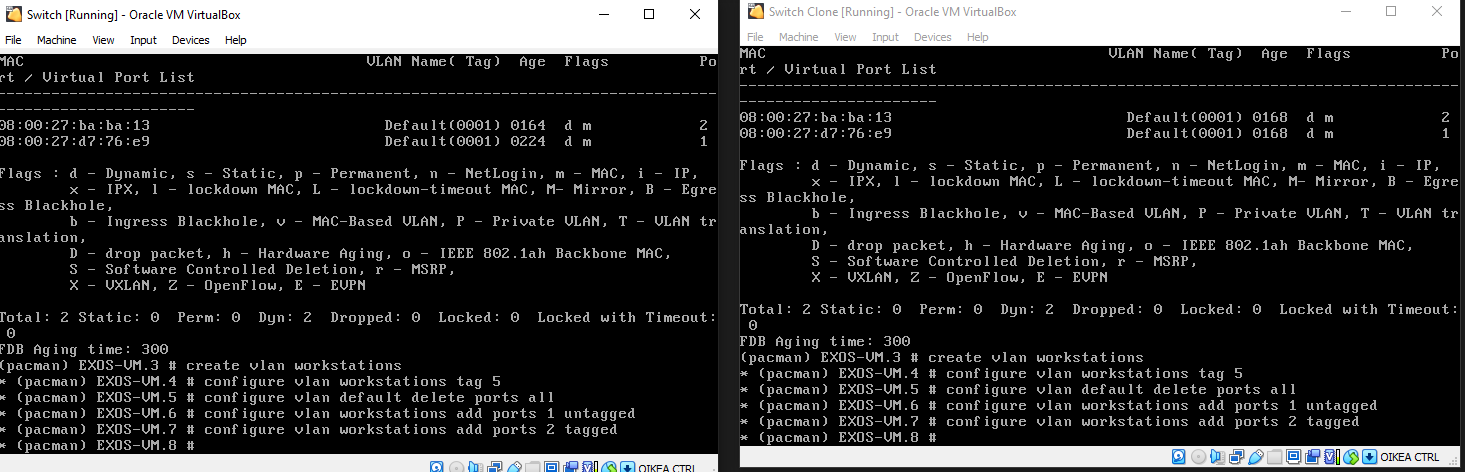 Switch [Running] - Oracle VM VirtualBox
File Machine View Input Devices Help
MAC VLAN Name( Tag) Age Flags Po
rt / Virtual Port List
--------------------------------------------------------------------------------
--------------------
08:00:27:ba:ba:13 Default(0001) 0164 d m 2
08:00:27:d7:76:e9 Default(0001) 0224 d m 1
Flags : d - Dynamic, s - Static, p - Permanent, n - NetLogin, m - MAC, i - IP,
x - IPX, l - lockdown MAC, L - lockdown-timeout MAC, M- Mirror, B - Egre
ss Blackhole,
b - Ingress Blackhole, v - MAC-Based VLAN, P - Private VLAN, T - VLAN tr
anslation,
D - drop packet, h - Hardware Aging, o - IEEE 802.1ah Backbone MAC,
S - Software Controlled Deletion, r - MSRP,
X - VXLAN, Z - OpenFlow, E - EVPN
Total: 2 Static: 0 Perm: 0 Dyn: 2 Dropped: 0 Locked: 0 Locked with Timeout:
0
FDB Aging time: 300
(pacman) EXOS-VM.3 # create vlan workstations
* (pacman) EXOS-VM.4 # configure vlan workstations tag 5
* (pacman) EXOS-VM.5 # configure vlan default delete ports all
* (pacman) EXOS-VM.6 # configure vlan workstations add ports 1 untagged
* (pacman) EXOS-VM.7 # configure vlan workstations add ports 2 tagged
* (pacman) EXOS-VM.8 #
ΟΙΚΕΑ CTRL
Switch Clone [Running] - Oracle VM VirtualBox
File Machine View Input Devices Help
MAC VLAN Name( Tag) Age Flags Po
rt / Virtual Port List
--------------------------------------------------------------------------------
--------------------
08:00:27:ba:ba:13 Default(0001) 0168 d m 2
08:00:27:d7:76:e9 Default(0001) 0168 d m 1
Flags : d - Dynamic, s - Static, p - Permanent, n - NetLogin, m - MAC, i - IP,
x - IPX, l - lockdown MAC, L - lockdown-timeout MAC, M- Mirror, B - Egre
ss Blackhole,
b - Ingress Blackhole, v - MAC-Based VLAN, P - Private VLAN, T - VLAN tr
anslation,
D - drop packet, h - Hardware Aging, o - IEEE 802.1ah Backbone MAC,
S - Software Controlled Deletion, r - MSRP,
X - VXLAN, Z - OpenFlow, E - EVPN
Total: 2 Static: 0 Perm: 0 Dyn: 2 Dropped: 0 Locked: 0 Locked with Timeout:
0
FDB Aging time: 300
(pacman) EXOS-VM.3 # create vlan workstations
* (pacman) EXOS-VM.4 # configure vlan workstations tag 5
* (pacman) EXOS-VM.5 # configure vlan default delete ports all
* (pacman) EXOS-VM.6 # configure vlan workstations add ports 1 untagged
* (pacman) EXOS-VM.7 # configure vlan workstations add ports 2 tagged
* (pacman) EXOS-VM.8 #
ΟΙΚΕΑ CTRL